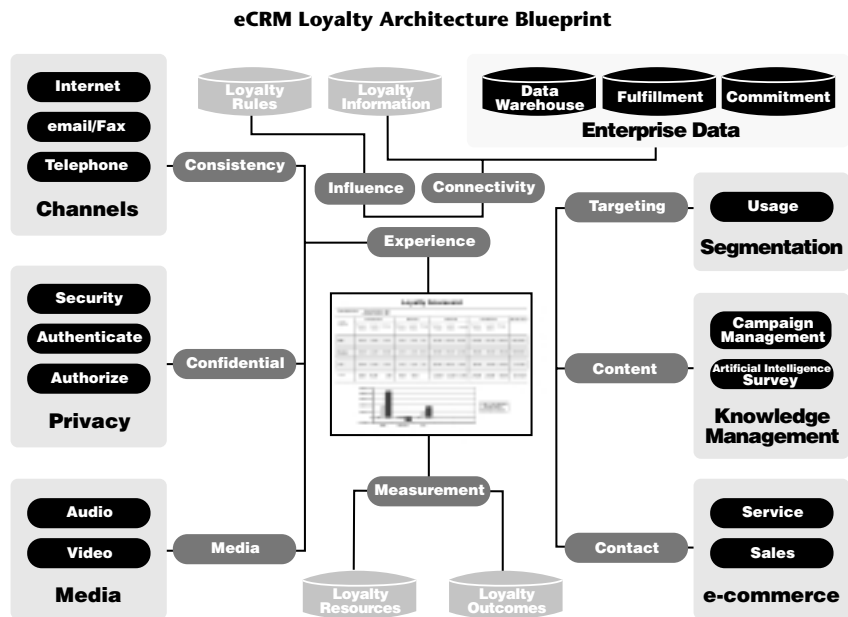 eCRM Loyalty Architecture Blueprint
Internet
email/Fax
Telephone
Channels
Loyalty
Rules
Loyalty
Information
Data
Warehouse
Fulfillment
Commitment
Enterprise Data
Consistency
Influence
Connectivity
Experience
Targeting
Usage
Segmentation
Security
Authenticate
Authorize
Privacy
Confidential
Content
Campaign
Management
Artificial Intelligence
Survey
Knowledge
Management
Measurement
Audio
Video
Media
Media
Contact
Service
Sales
e-commerce
Loyalty
Resources
Loyalty
Outcomes